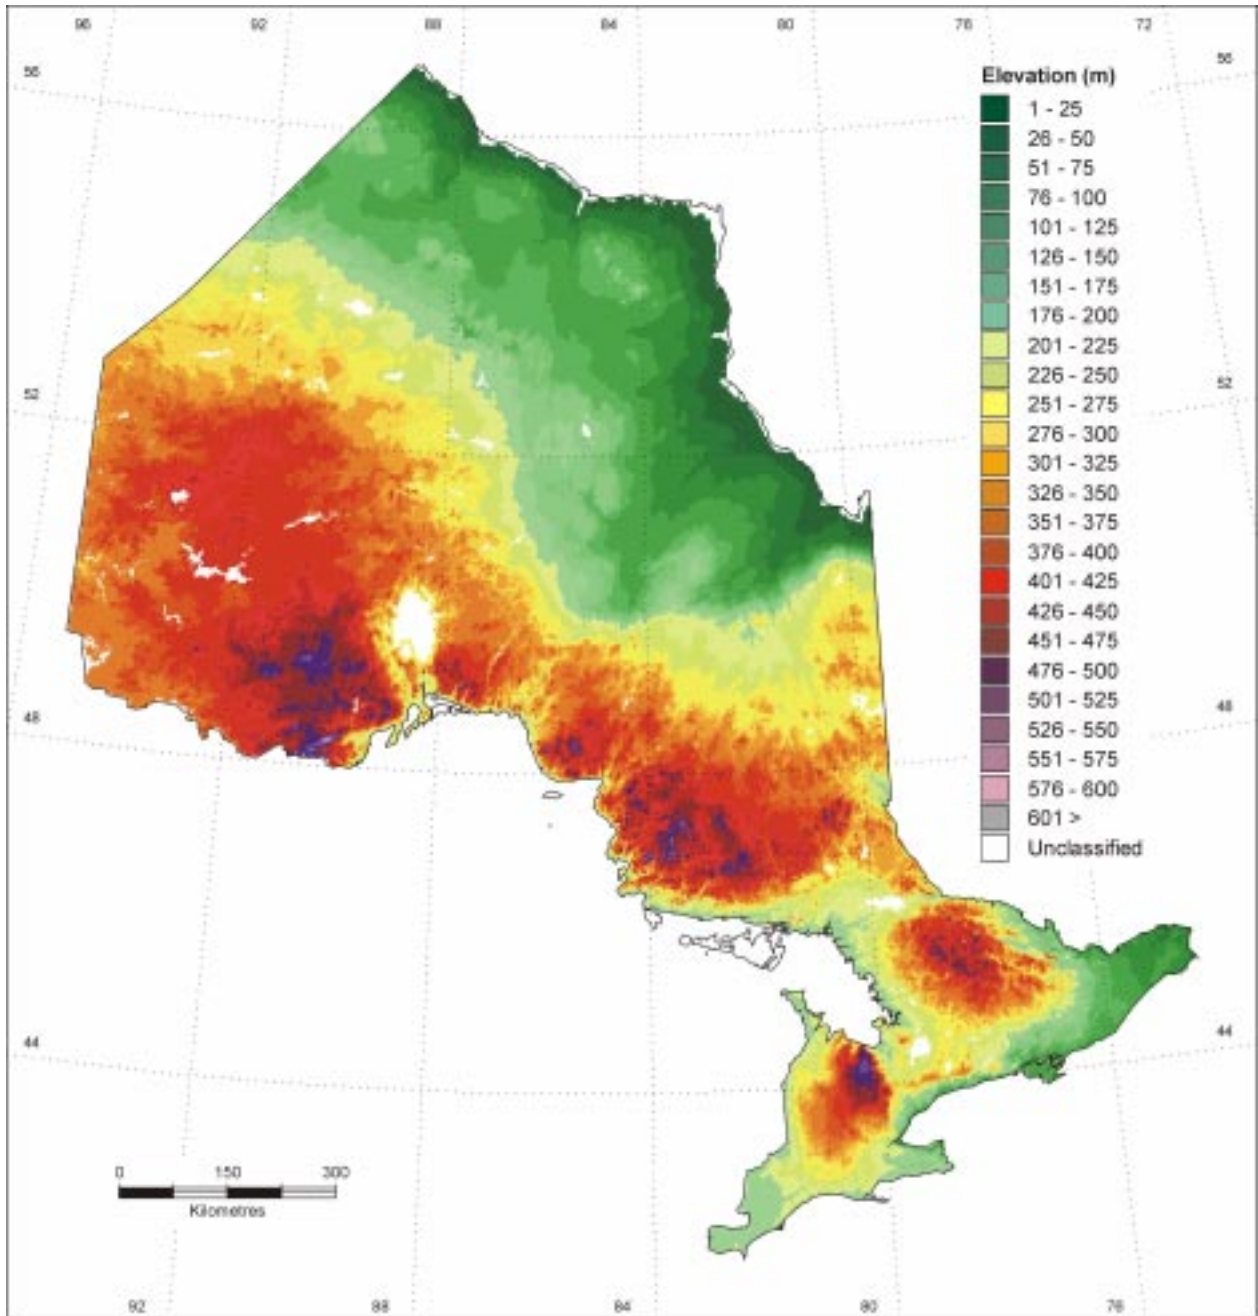 96 92 88 84 80 76 72
56 56
Elevation (m)
1 - 25
26 - 50
51 - 75
76 - 100
101 - 125
126 - 150
151 - 175
176 - 200
201 - 225
226 - 250
251 - 275
276 - 300
301 - 325
326 - 350
351 - 375
376 - 400
401 - 425
426 - 450
451 - 475
476 - 500
501 - 525
526 - 550
551 - 575
576 - 600
601 >
Unclassified
52 52
48 48
44 44
0 150 300
Kilometres
92 88 84 80 76